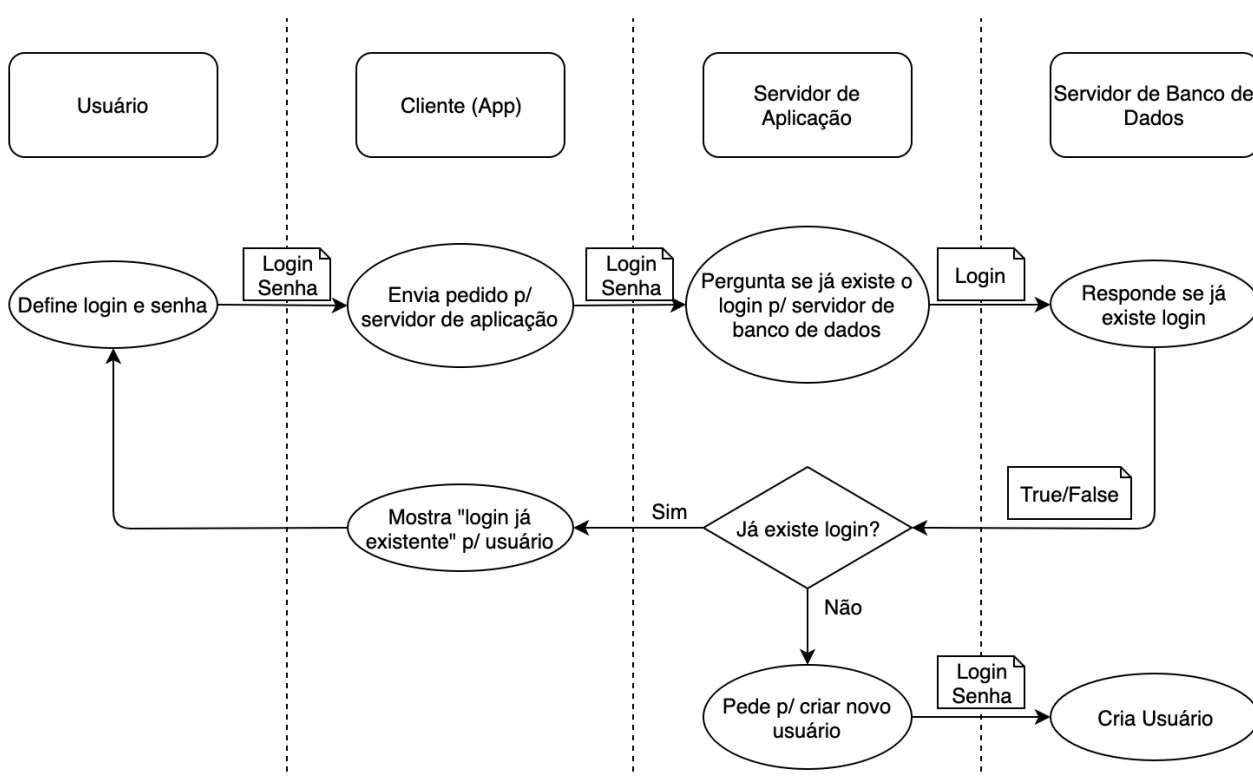 Usuário
Cliente (App)
Servidor de
Aplicação
Servidor de Banco de
Dados
Define login e senha
Login
Senha
Envia pedido p/
servidor de aplicação
Login
Senha
Pergunta se já existe o
login p/ servidor de
banco de dados
Login
Responde se já
existe login
True/False
Já existe login?
Sim
Mostra "login já
existente" p/ usuário
Não
Pede p/ criar novo
usuário
Login
Senha
Cria Usuário